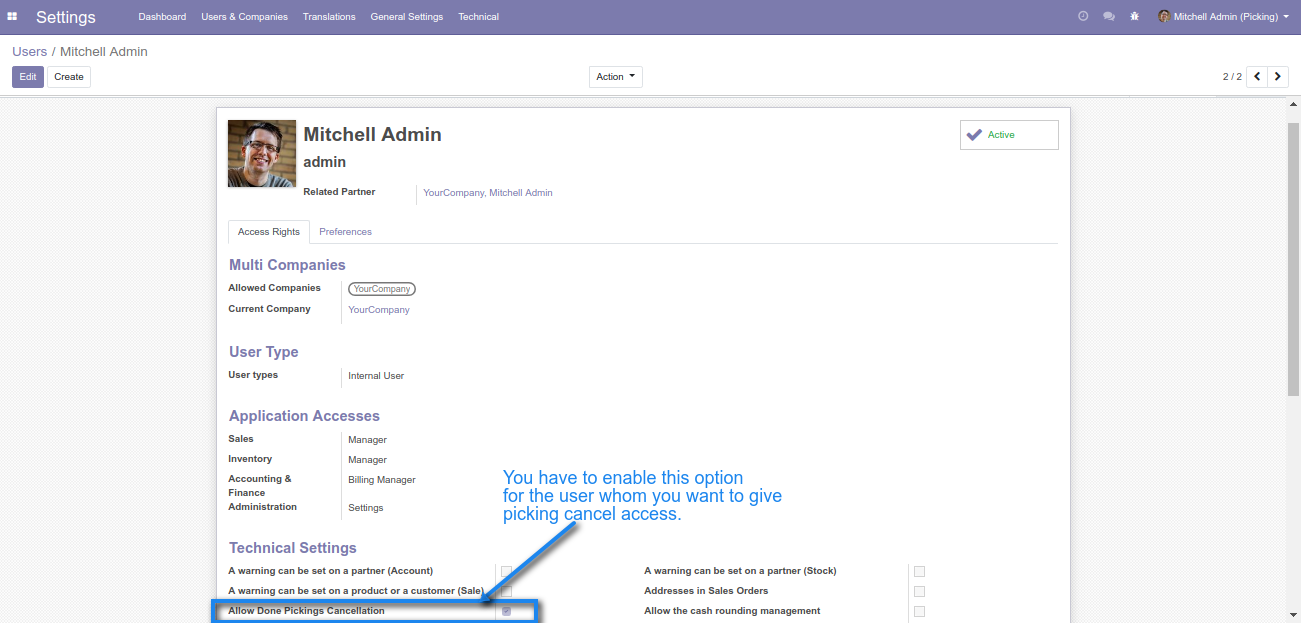 Settings Dashboard Users & Companies Translations General Settings Technical Mitchell Admin (Picking)
Users / Mitchell Admin
Edit Create Action 2 / 2
Mitchell Admin Active
admin
Related Partner YourCompany, Mitchell Admin
Access Rights Preferences
Multi Companies
Allowed Companies YourCompany
Current Company YourCompany
User Type
User types Internal User
Application Accesses
Sales Manager
Inventory Manager
Accounting & Billing Manager
Finance
Administration Settings
You have to enable this option
for the user whom you want to give
picking cancel access.
Technical Settings
A warning can be set on a partner (Account) A warning can be set on a partner (Stock)
A warning can be set on a product or a customer (Sale) Addresses in Sales Orders
Allow Done Pickings Cancellation Allow the cash rounding management